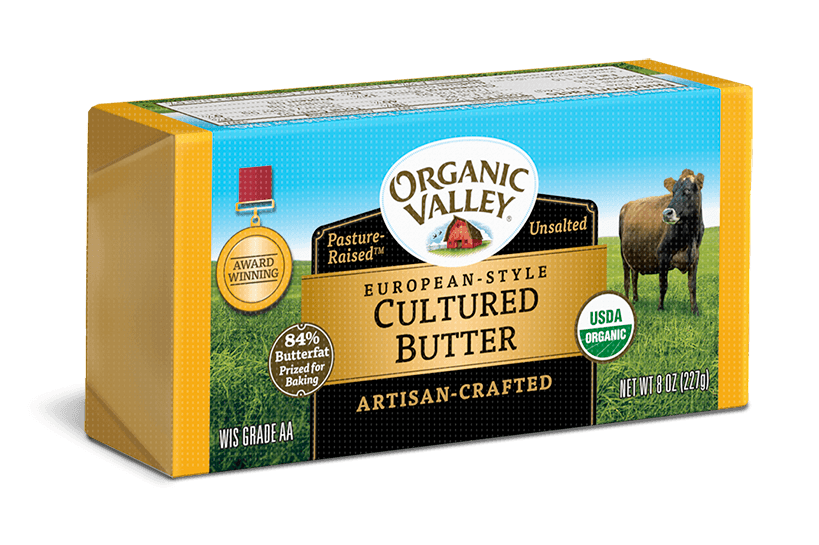 ORGANIC
VALLEY®
Pasture-
Raised™
Unsalted
EUROPEAN-STYLE
CULTURED
BUTTER
ARTISAN-CRAFTED
AWARD
WINNING
84%
Butterfat
Prized for
Baking
USDA
ORGANIC
WIS GRADE AA
NET WT 8 OZ (227g)